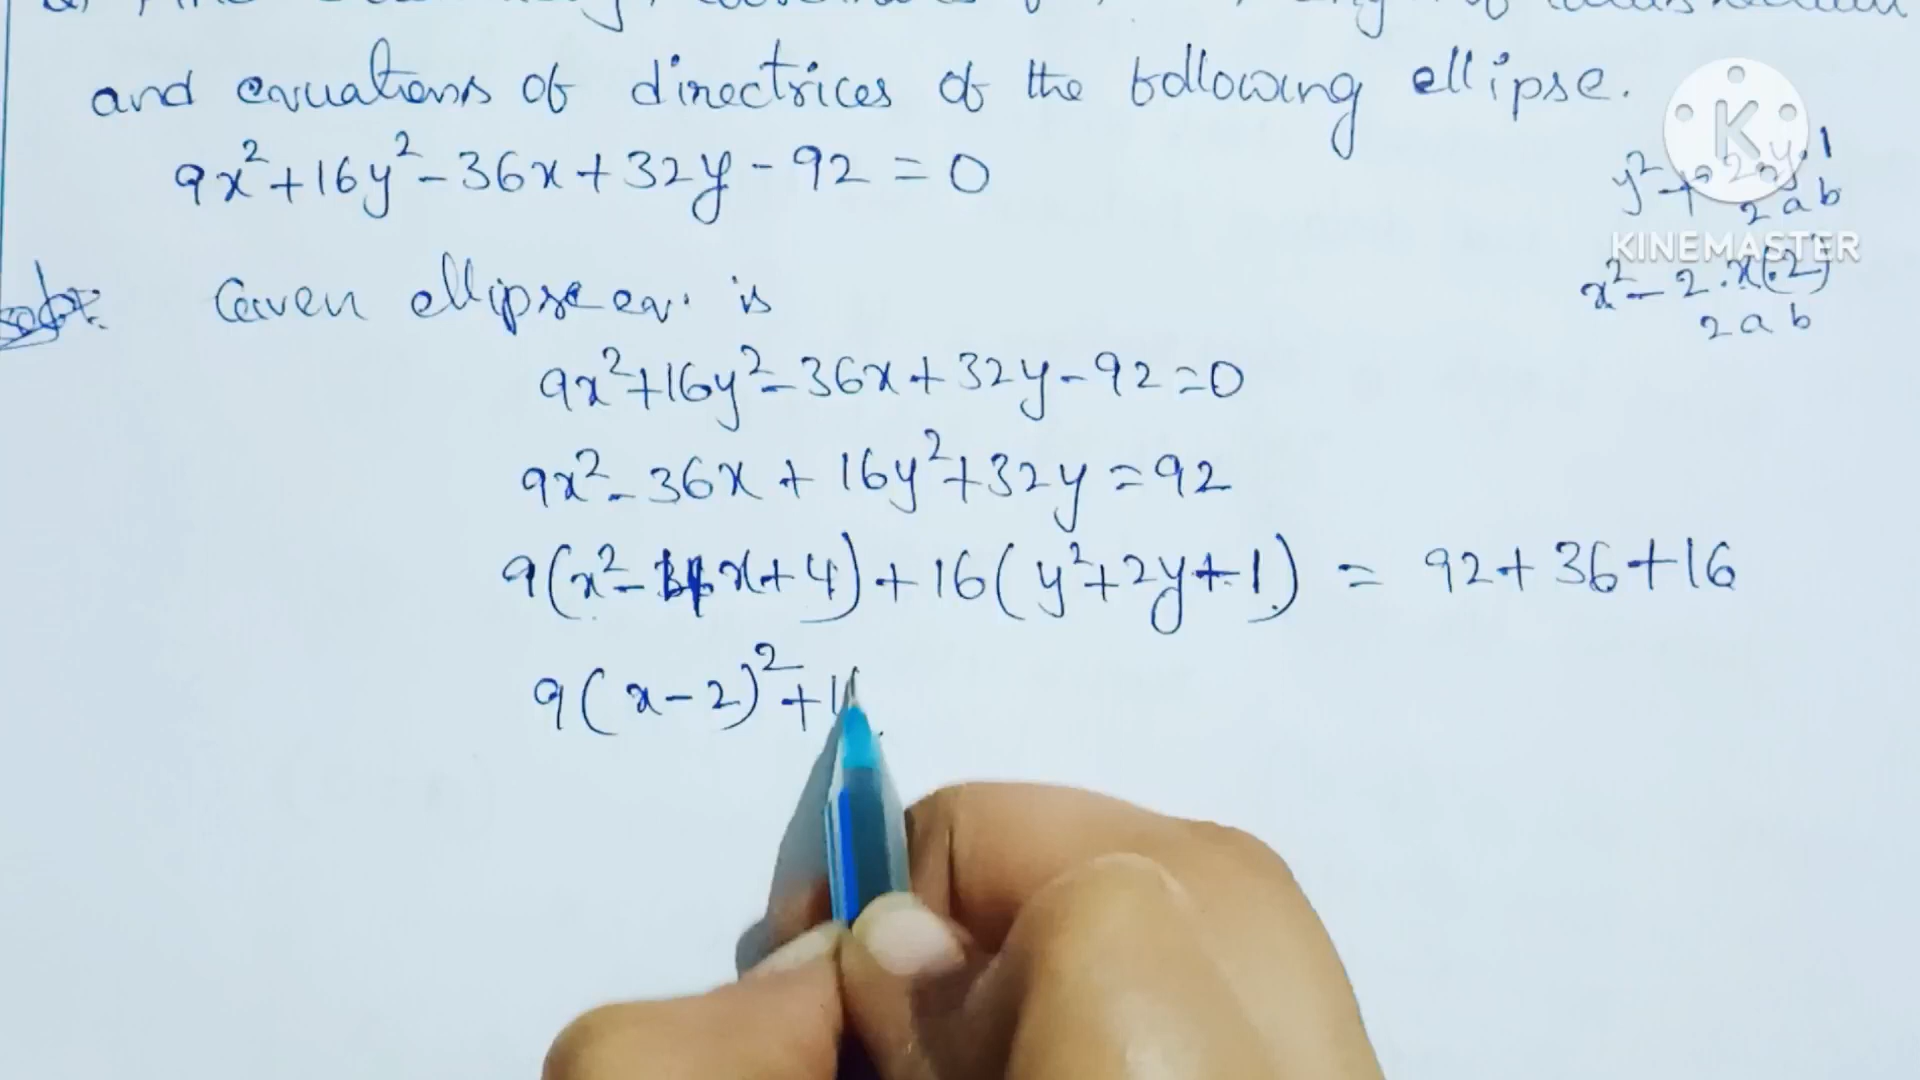 and equations of directrices of the following ellipse.
9x²+16y²-36x+32y-92=0
y²+2.y.1
2ab
KINEMASTER
x²-2.x(.2)
2ab
Soln:
Given ellipse eq. is
9x²+16y²-36x+32y-92=0
9x²-36x+16y²+32y=92
9(x²-4x+4)+16(y²+2y+1) = 92+36+16
9(x-2)²+1